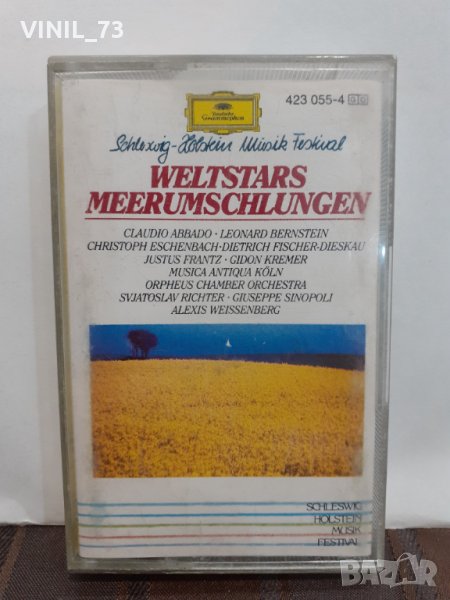 VINIL_73
Deutsche
Grammophon
423 055-4 GO
Schleswig-Holstein Musik Festival
WELTSTARS
MEERUMSCHLUNGEN
CLAUDIO ABBADO · LEONARD BERNSTEIN
CHRISTOPH ESCHENBACH · DIETRICH FISCHER-DIESKAU
JUSTUS FRANTZ · GIDON KREMER
MUSICA ANTIQUA KÖLN
ORPHEUS CHAMBER ORCHESTRA
SVJATOSLAV RICHTER · GIUSEPPE SINOPOLI
ALEXIS WEISSENBERG
SCHLESWIG
HOLSTEIN
MUSIK
FESTIVAL
BAZAR